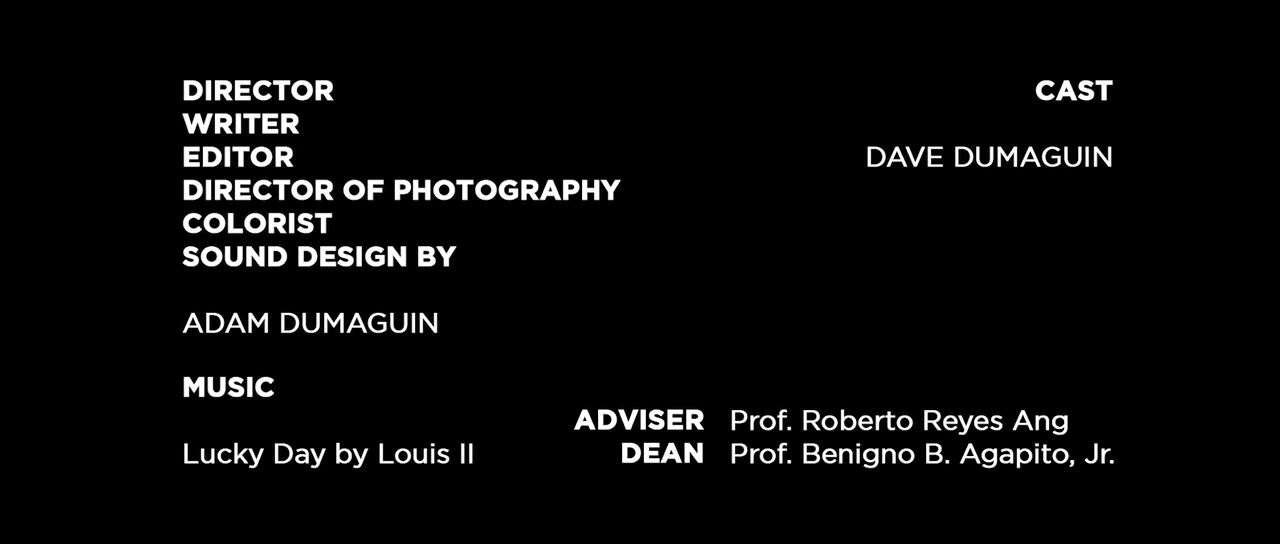 DIRECTOR
WRITER
EDITOR
DIRECTOR OF PHOTOGRAPHY
COLORIST
SOUND DESIGN BY
ADAM DUMAGUIN
MUSIC
Lucky Day by Louis II
CAST
DAVE DUMAGUIN
ADVISER Prof. Roberto Reyes Ang
DEAN Prof. Benigno B. Agapito, Jr.